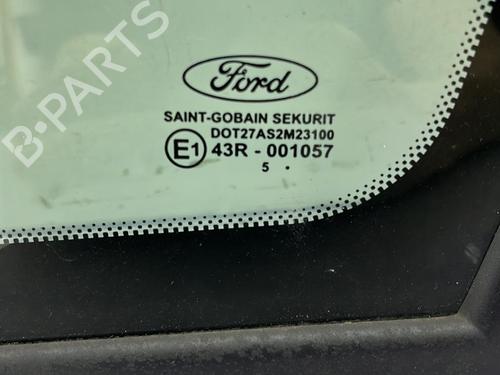 B-PARTS
Ford
SAINT-GOBAIN SEKURIT
DOT27AS2M23100
E1 43R - 001057
5 .